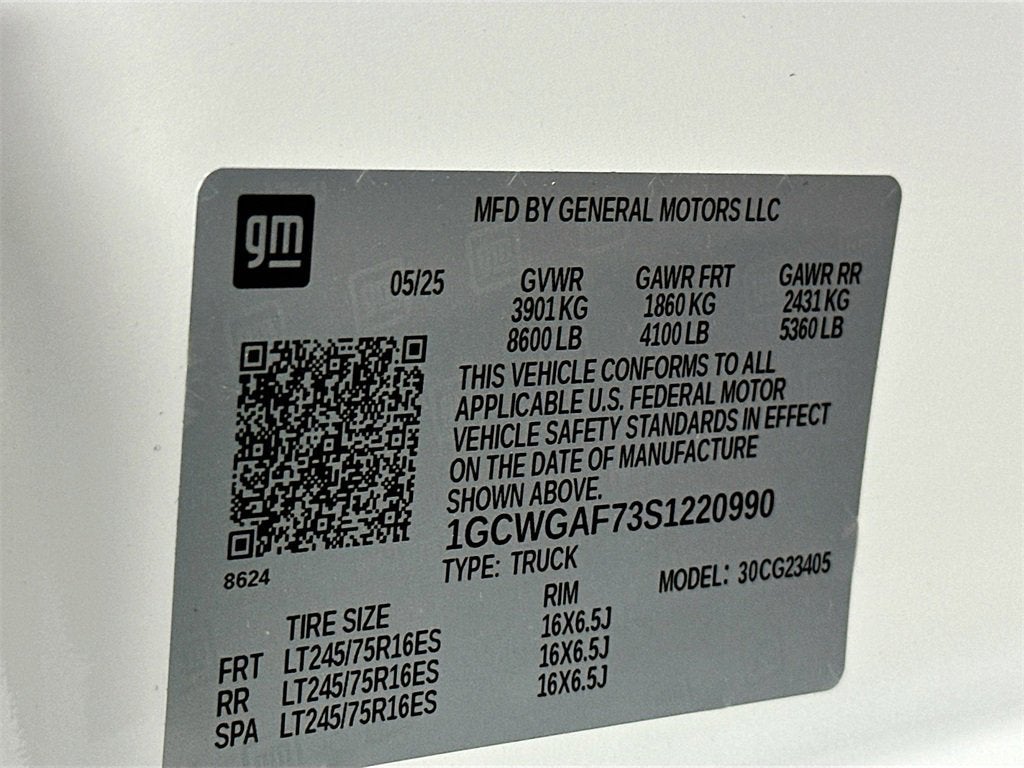 gm
MFD BY GENERAL MOTORS LLC
05/25 GVWR GAWR FRT GAWR RR
3901 KG 1860 KG 2431 KG
8600 LB 4100 LB 5360 LB
THIS VEHICLE CONFORMS TO ALL
APPLICABLE U.S. FEDERAL MOTOR
VEHICLE SAFETY STANDARDS IN EFFECT
ON THE DATE OF MANUFACTURE
SHOWN ABOVE.
1GCWGAF73S1220990
8624
TYPE: TRUCK MODEL: 30CG23405
TIRE SIZE RIM
FRT LT245/75R16ES 16X6.5J
RR LT245/75R16ES 16X6.5J
SPA LT245/75R16ES 16X6.5J